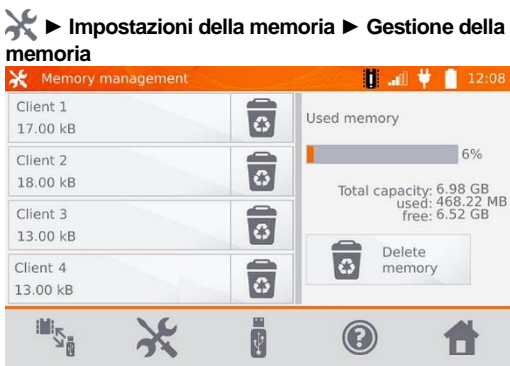 ► Impostazioni della memoria ► Gestione della
memoria
Memory management
12:08
Client 1
17.00 kB
Client 2
18.00 kB
Client 3
13.00 kB
Client 4
13.00 kB
Used memory
6%
Total capacity: 6.98 GB
used: 468.22 MB
free: 6.52 GB
Delete
memory